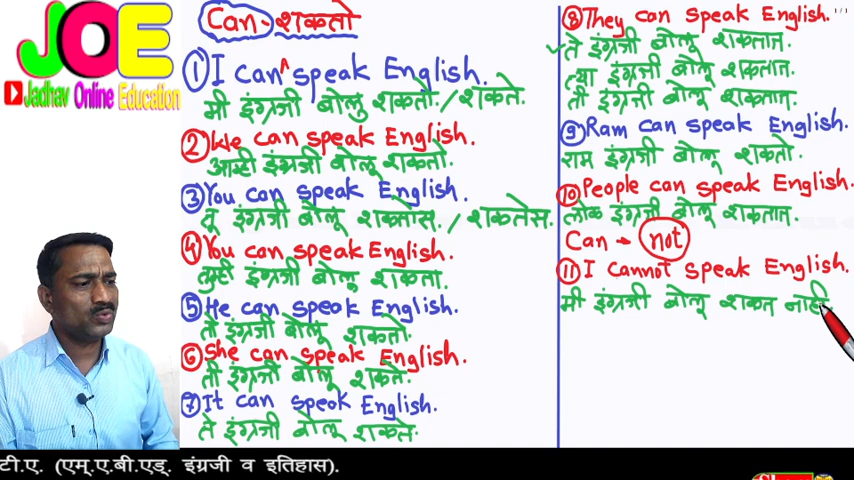 JOE
Jadhav Online Education
Can - शकतो
1 I can speak English.
मी इंग्रजी बोलु शकतो. / शकते.
2 We can speak English.
आम्ही इंग्रजी बोलू शकतो.
3 You can speak English.
तू इंग्रजी बोलू शकतोस. / शकतेस.
4 You can speak English.
तुम्ही इंग्रजी बोलू शकता.
5 He can speak English.
तो इंग्रजी बोलू शकतो.
6 She can speak English.
ती इंग्रजी बोलू शकते.
7 It can speak English.
ते इंग्रजी बोलू शकते.
8 They can speak English.
ते इंग्रजी बोलू शकतात.
त्या इंग्रजी बोलू शकतात.
ती इंग्रजी बोलू शकतात.
9 Ram can speak English.
राम इंग्रजी बोलू शकतो.
10 People can speak English.
लोक इंग्रजी बोलू शकतात.
Can → not
11 I cannot speak English.
मी इंग्रजी बोलू शकत नाही.
टी.ए. (एम्.ए.बी.एड्. इंग्रजी व इतिहास).
1/1